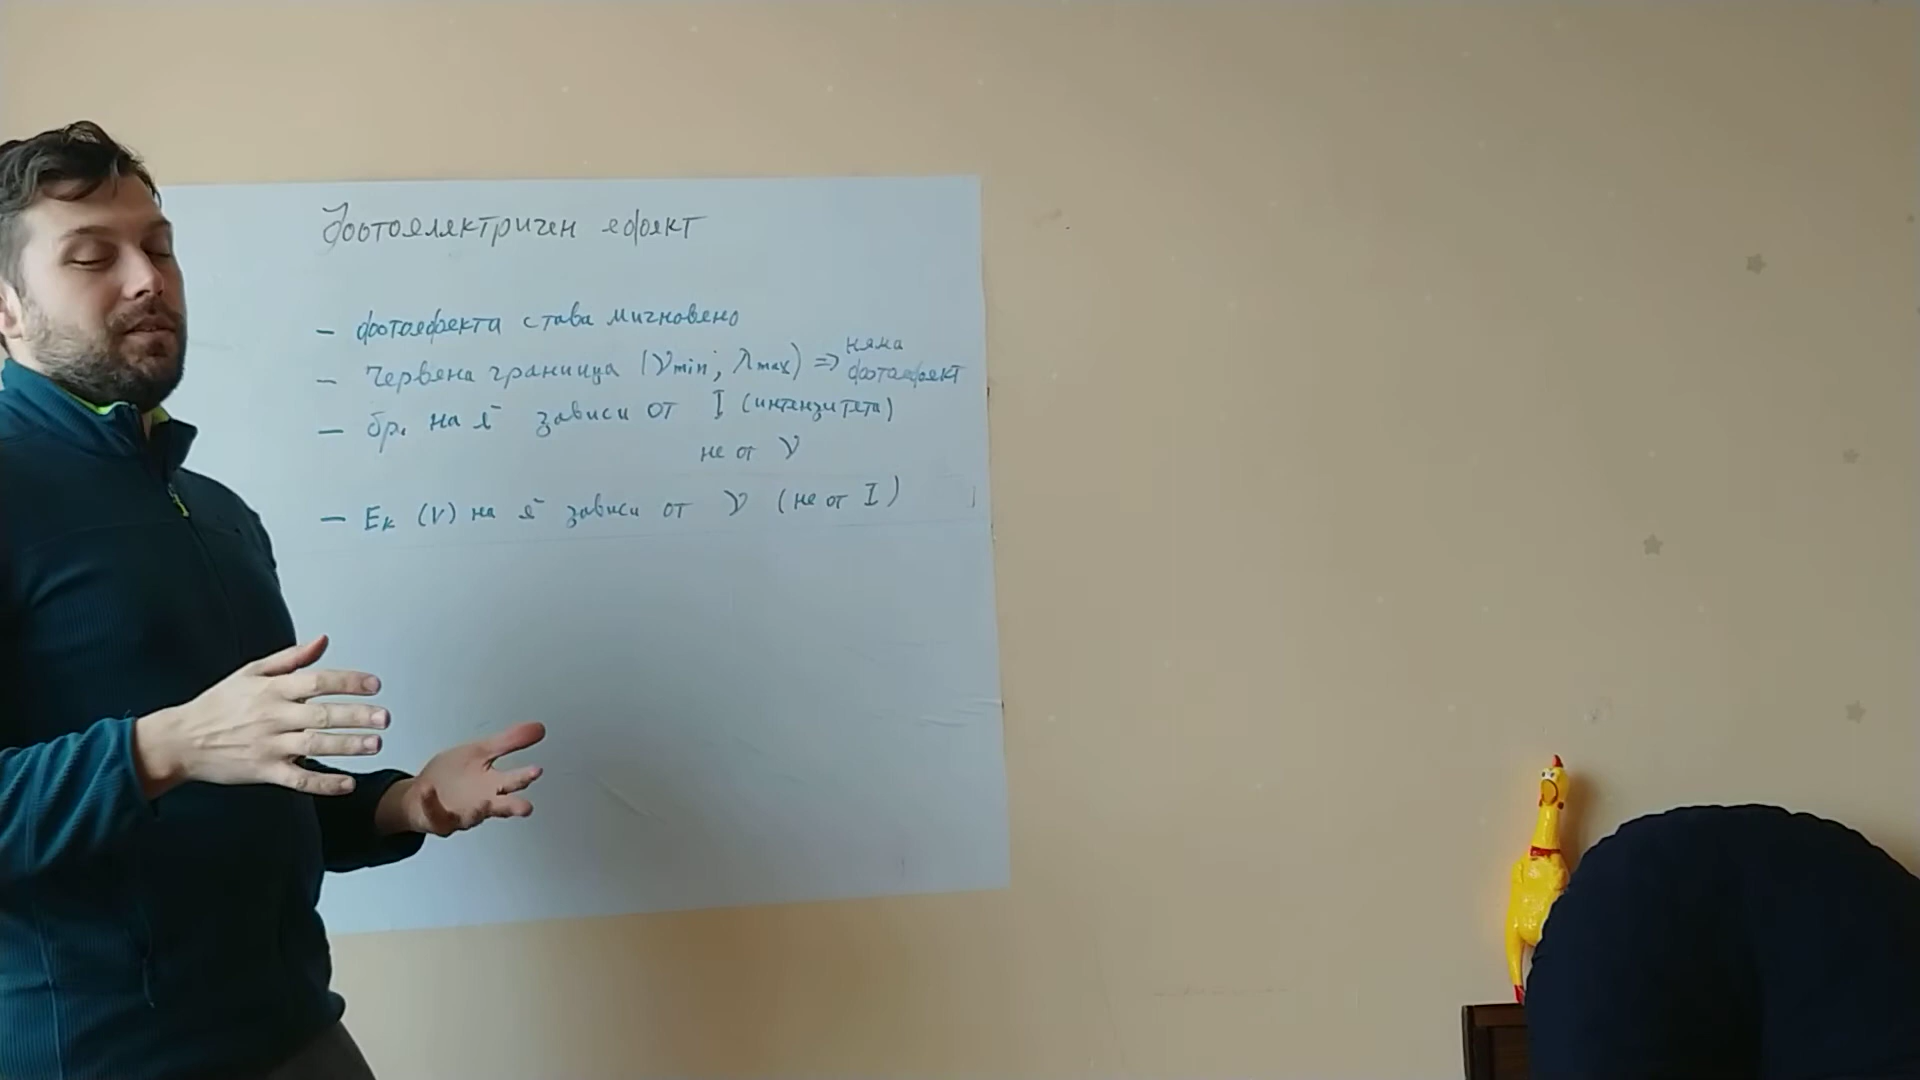 Фотоелектричен ефект
– фотоефекта става мигновено
– Червена граница (νmin; λmax) => няма фотоефект
– бр. на e⁻ зависи от I (интензитета)
не от ν
– Eк (V) на e⁻ зависи от ν (не от I)